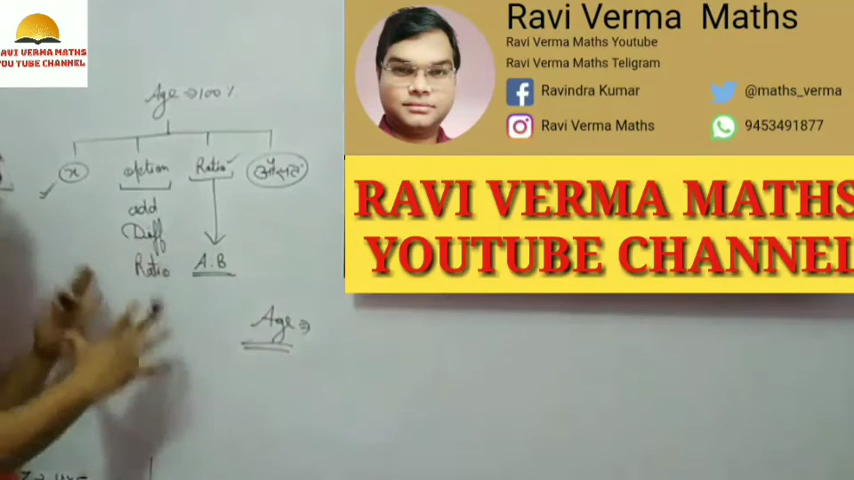 RAVI VERMA MATHS
YOU TUBE CHANNEL
Ravi Verma Maths
Ravi Verma Maths Youtube
Ravi Verma Maths Teligram
Ravindra Kumar
@maths_verma
Ravi Verma Maths
9453491877
RAVI VERMA MATHS
YOUTUBE CHANNEL
Age → 100%
x
option
Ratio
औसत
add
Diff
Ratio
A.B
Age ⇒